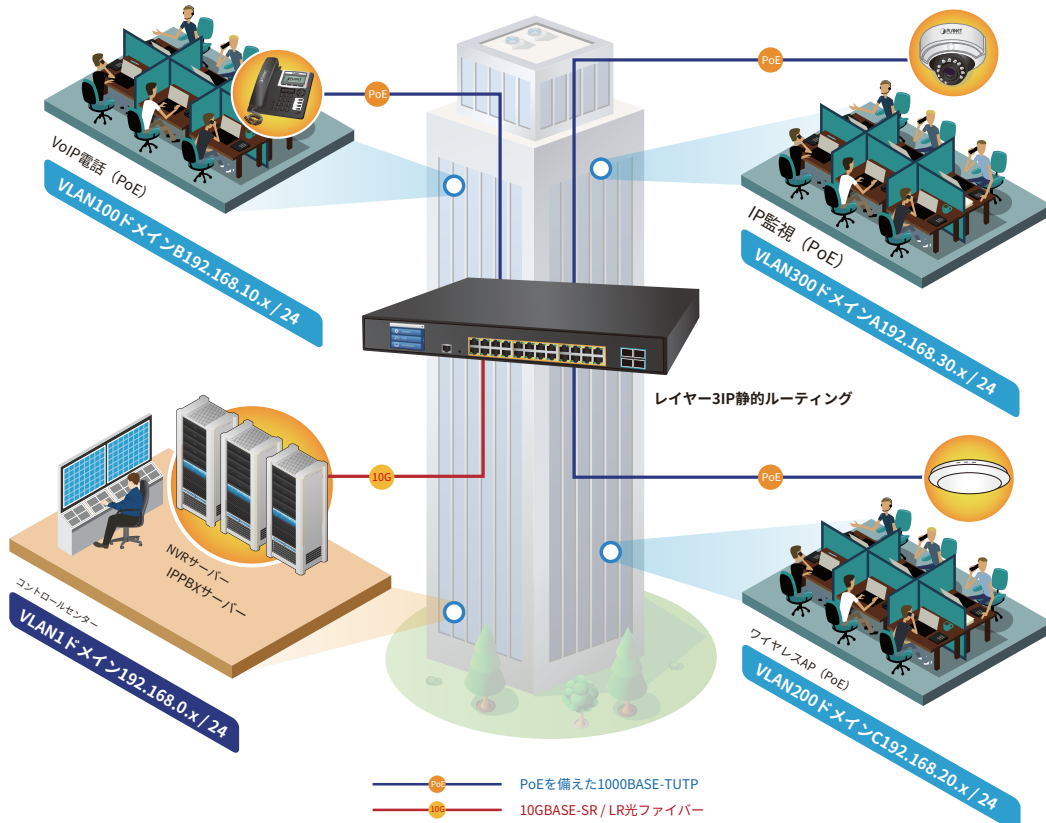 PoE
PoE
PLANET
VoIP電話（PoE）
VLAN100ドメインB192.168.10.x / 24
IP監視（PoE）
VLAN300ドメインA192.168.30.x / 24
レイヤー3IP静的ルーティング
10G
PoE
NVRサーバー
IPPBXサーバー
コントロールセンター
VLAN1ドメイン192.168.0.x / 24
ワイヤレスAP（PoE）
VLAN200ドメインC192.168.20.x / 24
PoE
PoEを備えた1000BASE-TUTP
10G
10GBASE-SR / LR光ファイバー